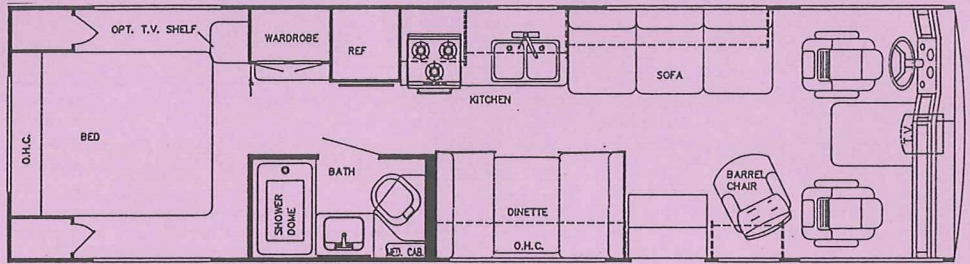 OPT. T.V. SHELF
WARDROBE
REF
SOFA
KITCHEN
O.H.C.
BED
T.V.
BATH
SHOWER
DOME
MED. CAB.
DINETTE
O.H.C.
BARREL
CHAIR